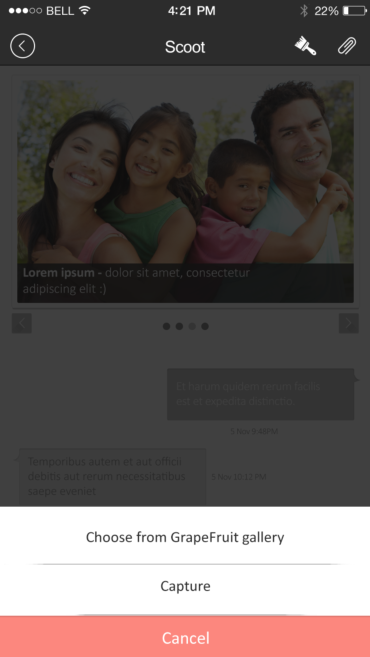 BELL 4:21 PM 22%
Scoot
Lorem ipsum - dolor sit amet, consectetur
adipiscing elit :)
Et harum quidem rerum facilis
est et expedita distinctio.
5 Nov 9:48PM
Temporibus autem et aut officii
debitis aut rerum necessitatibus
saepe eveniet
5 Nov 10:12 PM
Choose from GrapeFruit gallery
Capture
Cancel